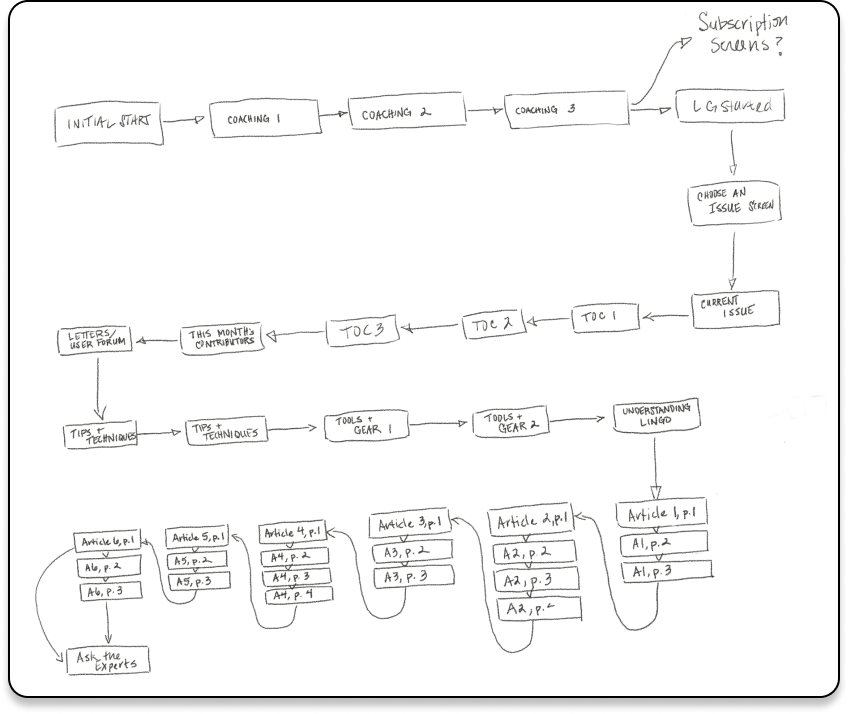 Subscription
Screens?
INITIAL START
COACHING 1
COACHING 2
COACHING 3
LG Started
CHOOSE AN
ISSUE SCREEN
CURRENT
ISSUE
TOC 1
TOC 2
TOC 3
THIS MONTH'S
CONTRIBUTORS
LETTERS/
USER FORUM
TIPS +
TECHNIQUES
TIPS +
TECHNIQUES
TOOLS +
GEAR 1
TOOLS +
GEAR 2
UNDERSTANDING
LINGO
Article 1, p.1
A1, p.2
A1, p.3
Article 2, p.1
A2, p.2
A2, p.3
A2, p.
Article 3, p.1
A3, p.2
A3, p.3
Article 4, p.1
A4, p.2
A4, p.3
A4, p.4
Article 5, p.1
A5, p.2
A5, p.3
Article 6, p.1
A6, p.2
A6, p.3
Ask the
Experts